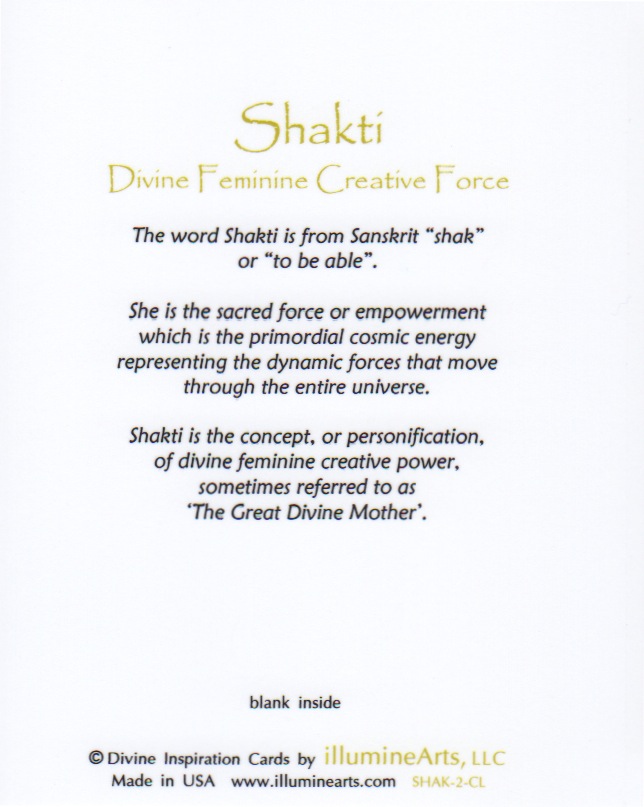 Shakti
Divine Feminine Creative Force
The word Shakti is from Sanskrit “shak”
or “to be able”.
She is the sacred force or empowerment
which is the primordial cosmic energy
representing the dynamic forces that move
through the entire universe.
Shakti is the concept, or personification,
of divine feminine creative power,
sometimes referred to as
‘The Great Divine Mother’.
blank inside
© Divine Inspiration Cards by illumineArts, LLC
Made in USA www.illuminearts.com SHAK-2-CL